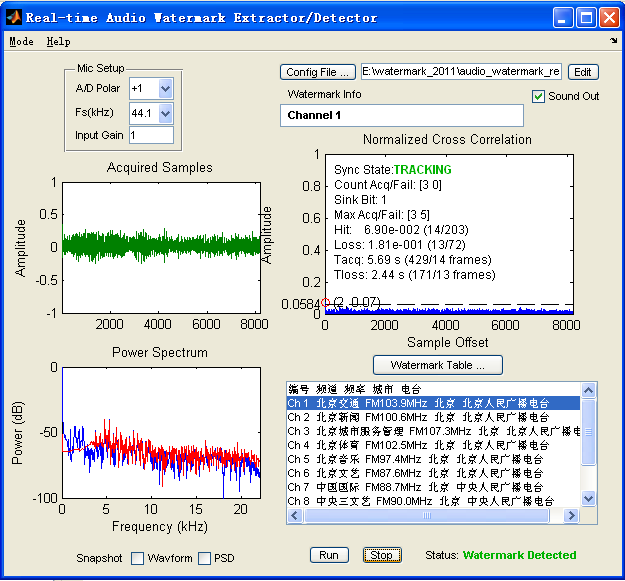 Real-time Audio Watermark Extractor/Detector
Mode Help
Mic Setup
A/D Polar +1
Fs(kHz) 44.1
Input Gain 1
Config File ... E:\watermark_2011\audio_watermark_re Edit
Watermark Info
Sound Out
Channel 1
Acquired Samples
1
0.5
0
-0.5
-1
Amplitude
2000 4000 6000 8000
Normalized Cross Correlation
1
0.8
0.6
0.4
0.2
0.0584
0
Amplitude
Sync State:TRACKING
Count Acq/Fail: [3 0]
Sink Bit: 1
Max Acq/Fail: [3 5]
Hit: 6.90e-002 (14/203)
Loss: 1.81e-001 (13/72)
Tacq: 5.69 s (429/14 frames)
Tloss: 2.44 s (171/13 frames)
(2, 0.07)
0 2000 4000 6000 8000
Sample Offset
Power Spectrum
0
-50
-100
Power (dB)
0 5 10 15 20
Frequency (kHz)
Watermark Table ...
编号 频道 频率 城市 电台
Ch 1 北京交通 FM103.9MHz 北京 北京人民广播电台
Ch 2 北京新闻 FM100.6MHz 北京 北京人民广播电台
Ch 3 北京城市服务管理 FM107.3MHz 北京 北京人民广播电
Ch 4 北京体育 FM102.5MHz 北京 北京人民广播电台
Ch 5 北京音乐 FM97.4MHz 北京 北京人民广播电台
Ch 6 北京文艺 FM87.6MHz 北京 北京人民广播电台
Ch 7 中国国际 FM88.7MHz 北京 中央人民广播电台
Ch 8 中央三文艺 FM90.0MHz 北京 中央人民广播电台
Snapshot Wavform PSD
Run Stop Status: Watermark Detected